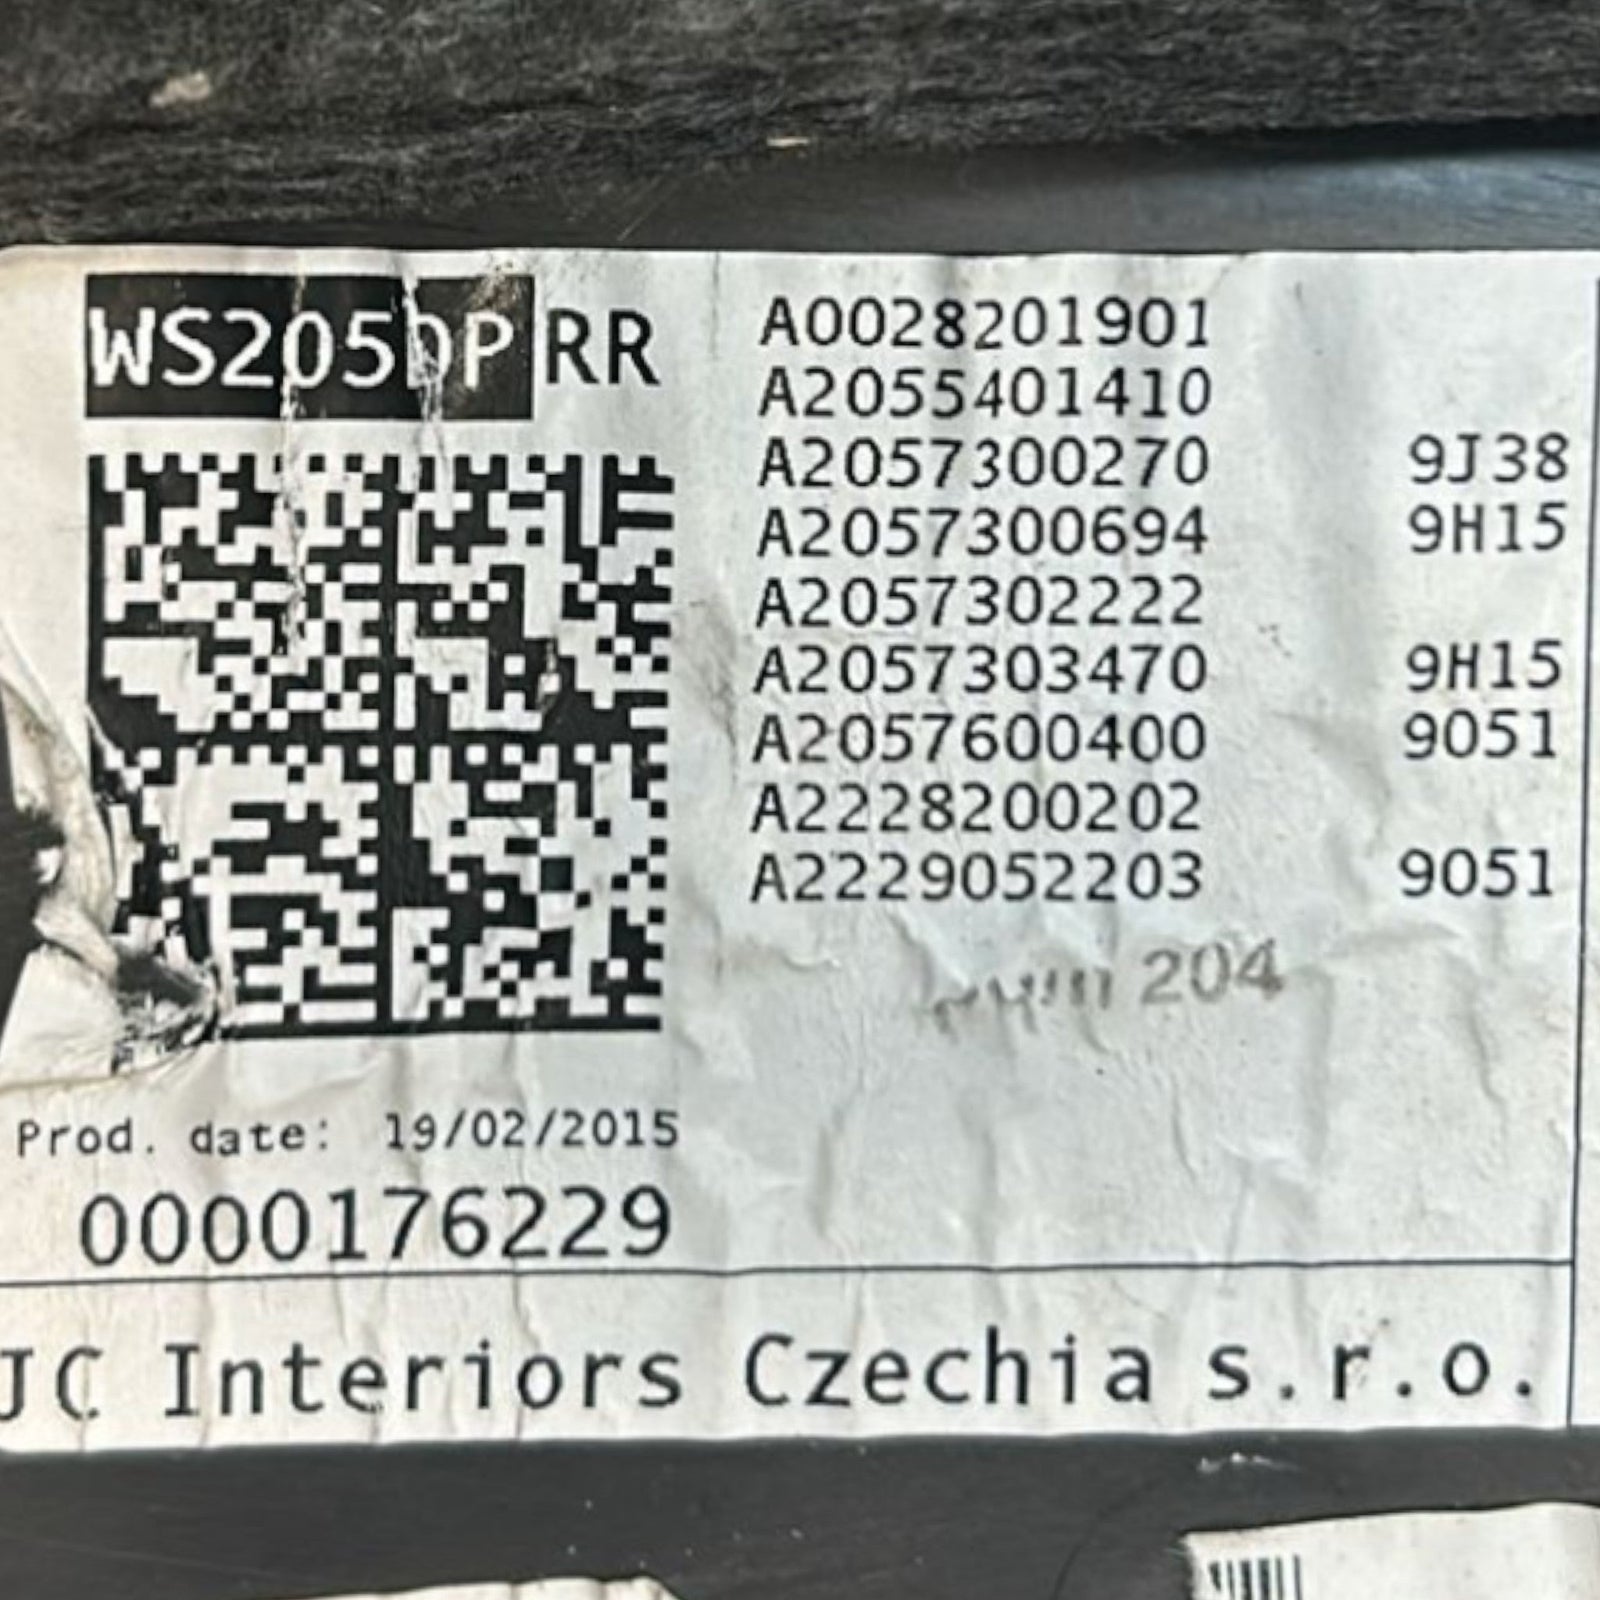 WS205DP RR
A0028201901
A2055401410
A2057300270 9J38
A2057300694 9H15
A2057302222
A2057303470 9H15
A2057600400 9051
A2228200202
A2229052203 9051
204
Prod. date: 19/02/2015
0000176229
JC Interiors Czechia s.r.o.